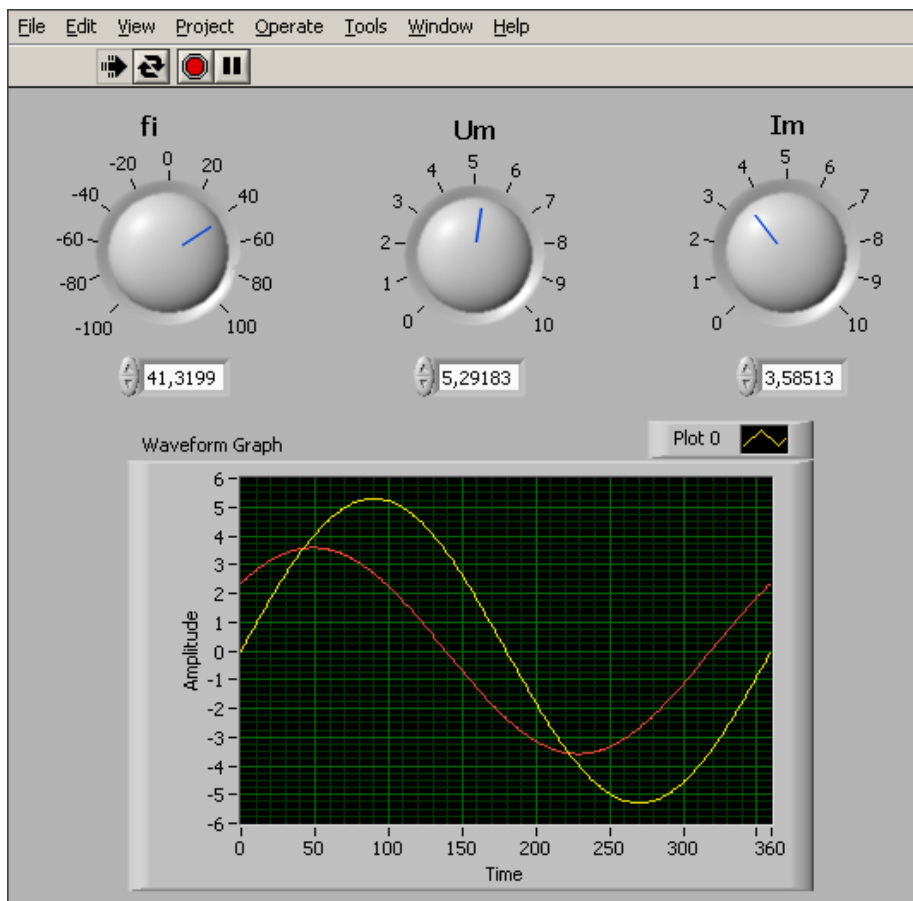 File Edit View Project Operate Tools Window Help
fi Um Im
-100 -80 -60 -40 -20 0 20 40 -60 80 100
0 1 2 3 4 5 6 7 8 9 10
0 1 2 3 4 5 6 7 8 9 10
41,3199 5,29183 3,58513
Waveform Graph
Plot 0
Amplitude
6
5
4
3
2
1
0
-1
-2
-3
-4
-5
-6
0 50 100 150 200 250 300 360
Time